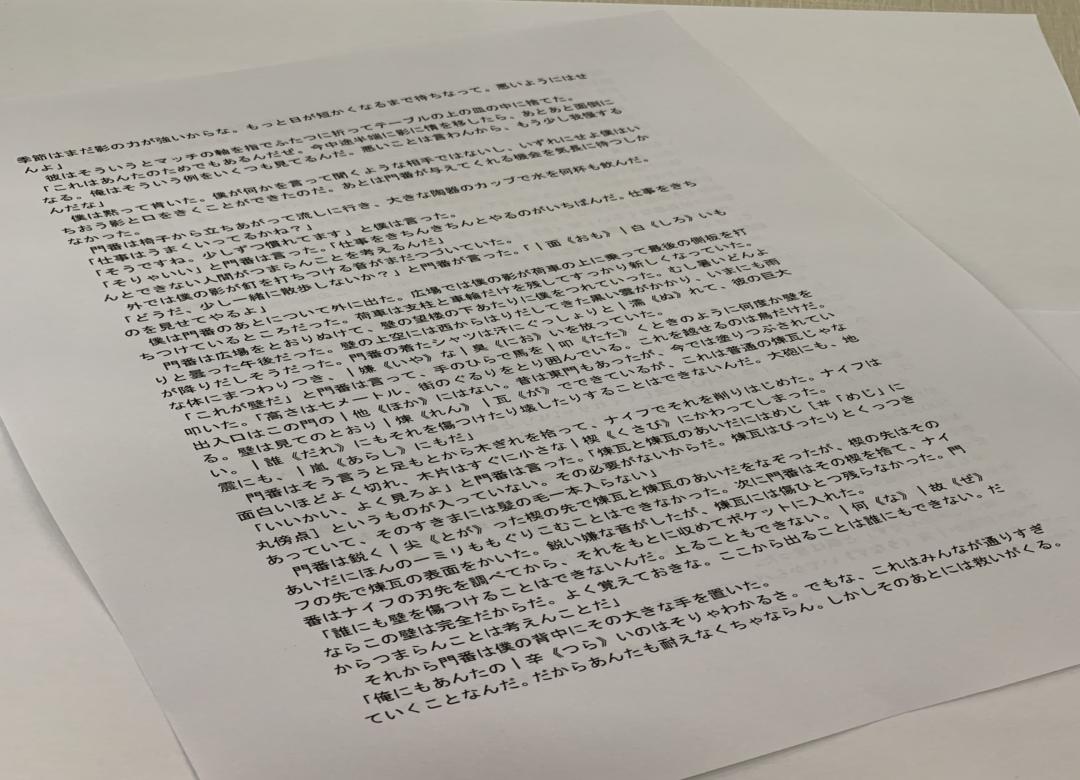 季節はまだ影の力が強いからな。もっと日が短かくなるまで待ちなって。悪いようにはせ
んよ」
　彼はそういうとマッチの軸を指でふたつに折ってテーブルの上の皿の中に捨てた。
「これはあんたのためでもあるんだぜ。今中途半端に影に情を移したら、あとあと面倒に
なる。俺はそういう例をいくつも見てるんだ。悪いことは言わんから、もう少し我慢する
んだな」
　僕は黙って肯いた。僕が何かを言って聞くような相手ではないし、いずれにせよ僕はい
ちおう影と口をきくことができたのだ。あとは門番が与えてくれる機会を気長に待つしか
なかった。
　門番は椅子から立ちあがって流しに行き、大きな陶器のカップで水を何杯も飲んだ。
「仕事はうまくいってるかね？」
「そうですね。少しずつ慣れてます」と僕は言った。
「そりゃいい」と門番は言った。「仕事をきちんきちんとやるのがいちばんだ。仕事をきち
んとできない人間がつまらんことを考えるんだ」
　外では僕の影が釘を打ちつける音がまだつづいていた。
「どうだ、少し一緒に散歩しないか？」と門番が言った。「｜面《おも》｜白《しろ》いも
のを見せてやるよ」
　僕は門番のあとについて外に出た。広場では僕の影が荷車の上に乗って最後の側板を打
ちつけているところだった。荷車は支柱と車輪だけを残してすっかり新しくなっていた。
　門番は広場をとおりぬけて、壁の望楼の下あたりに僕をつれていった。むし暑いどんよ
りと曇った午後だった。壁の上空には西からはりだしてきた黒い雲がかかり、いまにも雨
が降りだしそうだった。門番の着たシャツは汗にぐっしょりと｜濡《ぬ》れて、彼の巨大
な体にまつわりつき、｜嫌《いや》な｜臭《にお》いを放っていた。
「これが壁だ」と門番は言って、手のひらで馬を｜叩《たた》くときのように何度か壁を
叩いた。「高さは七メートル、街のぐるりをとり囲んでいる。これを越せるのは鳥だけだ。
出入口はこの門の｜他《ほか》にはない。昔は東門もあったが、今では塗りつぶされてい
る。壁は見てのとおり｜煉《れん》｜瓦《が》でできているが、これは普通の煉瓦じゃな
い。｜誰《だれ》にもそれを傷つけたり壊したりすることはできないんだ。大砲にも、地
震にも、｜嵐《あらし》にもだ」
　門番はそう言うと足もとから木ぎれを拾って、ナイフでそれを削りはじめた。ナイフは
面白いほどよく切れ、木片はすぐに小さな｜楔《くさび》にかわってしまった。
「いいかい、よく見ろよ」と門番は言った。「煉瓦と煉瓦のあいだにはめじ［＃「めじ」に
丸傍点］というものが入っていない。その必要がないからだ。煉瓦はぴったりとくっつき
あっていて、そのすきまには髪の毛一本入らない」
　門番は鋭く｜尖《とが》った楔の先で煉瓦と煉瓦のあいだをなぞったが、楔の先はその
あいだにほんの一ミリももぐりこむことはできなかった。次に門番はその楔を捨て、ナイ
フの先で煉瓦の表面をかいた。鋭い嫌な音がしたが、煉瓦には傷ひとつ残らなかった。門
番はナイフの刃先を調べてから、それをもとに収めてポケットに入れた。
「誰にも壁を傷つけることはできないんだ。上ることもできない。｜何《な》｜故《ぜ》
ならこの壁は完全だからだ。よく覚えておきな。ここから出ることは誰にもできない。だ
からつまらんことは考えんことだ」
　それから門番は僕の背中にその大きな手を置いた。
「俺にもあんたの｜辛《つら》いのはそりゃわかるさ。でもな、これはみんなが通りすぎ
ていくことなんだ。だからあんたも耐えなくちゃならん。しかしそのあとには救いがくる。